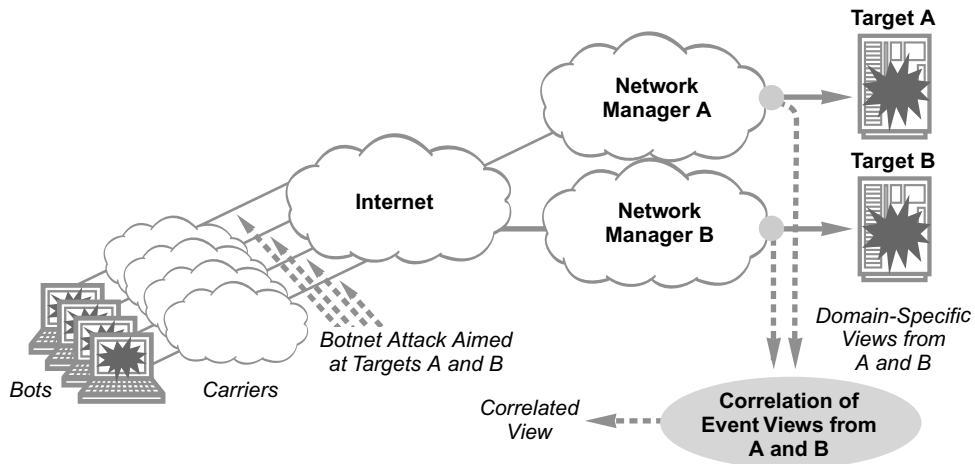 Target A
Network
Manager A
Target B
Internet
Network
Manager B
Botnet Attack Aimed
at Targets A and B
Domain-Specific
Views from
A and B
Bots
Carriers
Correlated
View
Correlation of
Event Views from
A and B